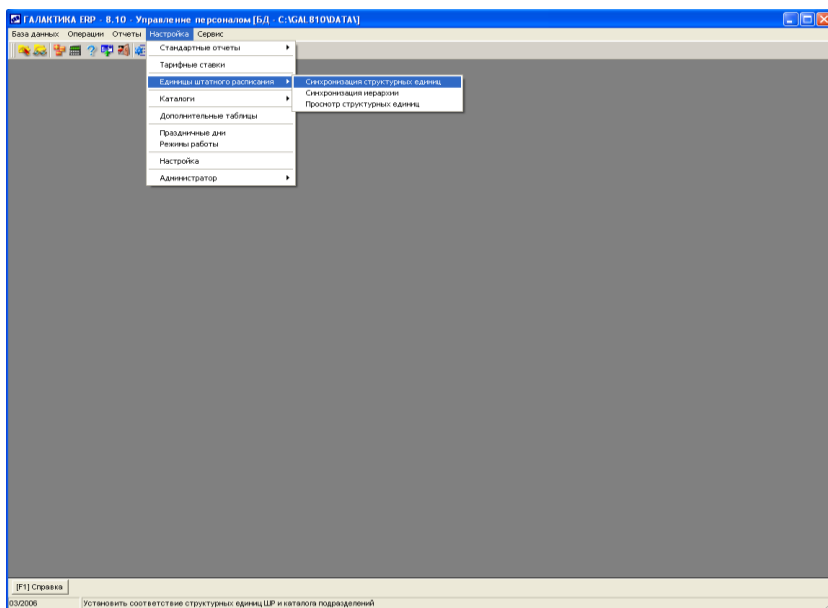 ГАЛАКТИКА ERP - 8.10 - Управление персоналом [БД - C:\GAL810\DATA\]
База данных Операции Отчеты Настройка Сервис
Стандартные отчеты
Тарифные ставки
Единицы штатного расписания
Синхронизация структурных единиц
Синхронизация иерархии
Просмотр структурных единиц
Каталоги
Дополнительные таблицы
Праздничные дни
Режимы работы
Настройка
Администратор
[F1] Справка
03/2006 Установить соответствие структурных единиц ШР и каталога подразделений